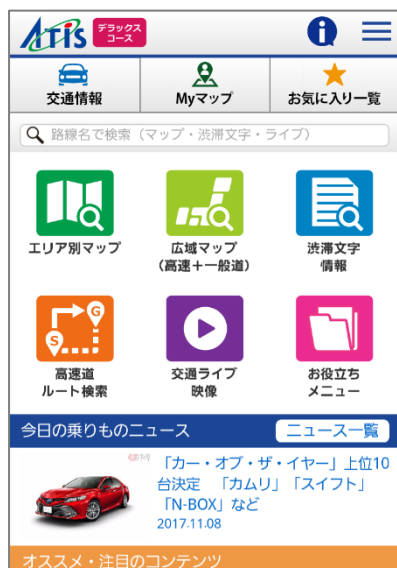 ATIS デラックス
コース
i
交通情報
Myマップ
お気に入り一覧
路線名で検索（マップ・渋滞文字・ライブ）
エリア別マップ
広域マップ
（高速＋一般道）
渋滞文字
情報
S
G
高速道
ルート検索
交通ライブ
映像
お役立ち
メニュー
今日の乗りものニュース
ニュース一覧
「カー・オブ・ザ・イヤー」上位10
台決定 「カムリ」「スイフト」
「N-BOX」など
2017.11.08
オススメ・注目のコンテンツ